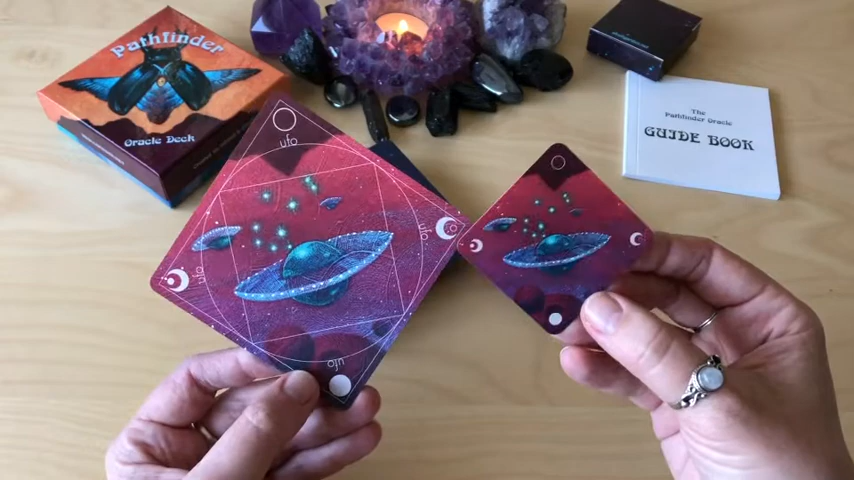 Pathfinder
Oracle Deck
ufo
ufo
ufo
ufo
The
Pathfinder Oracle
GUIDE BOOK